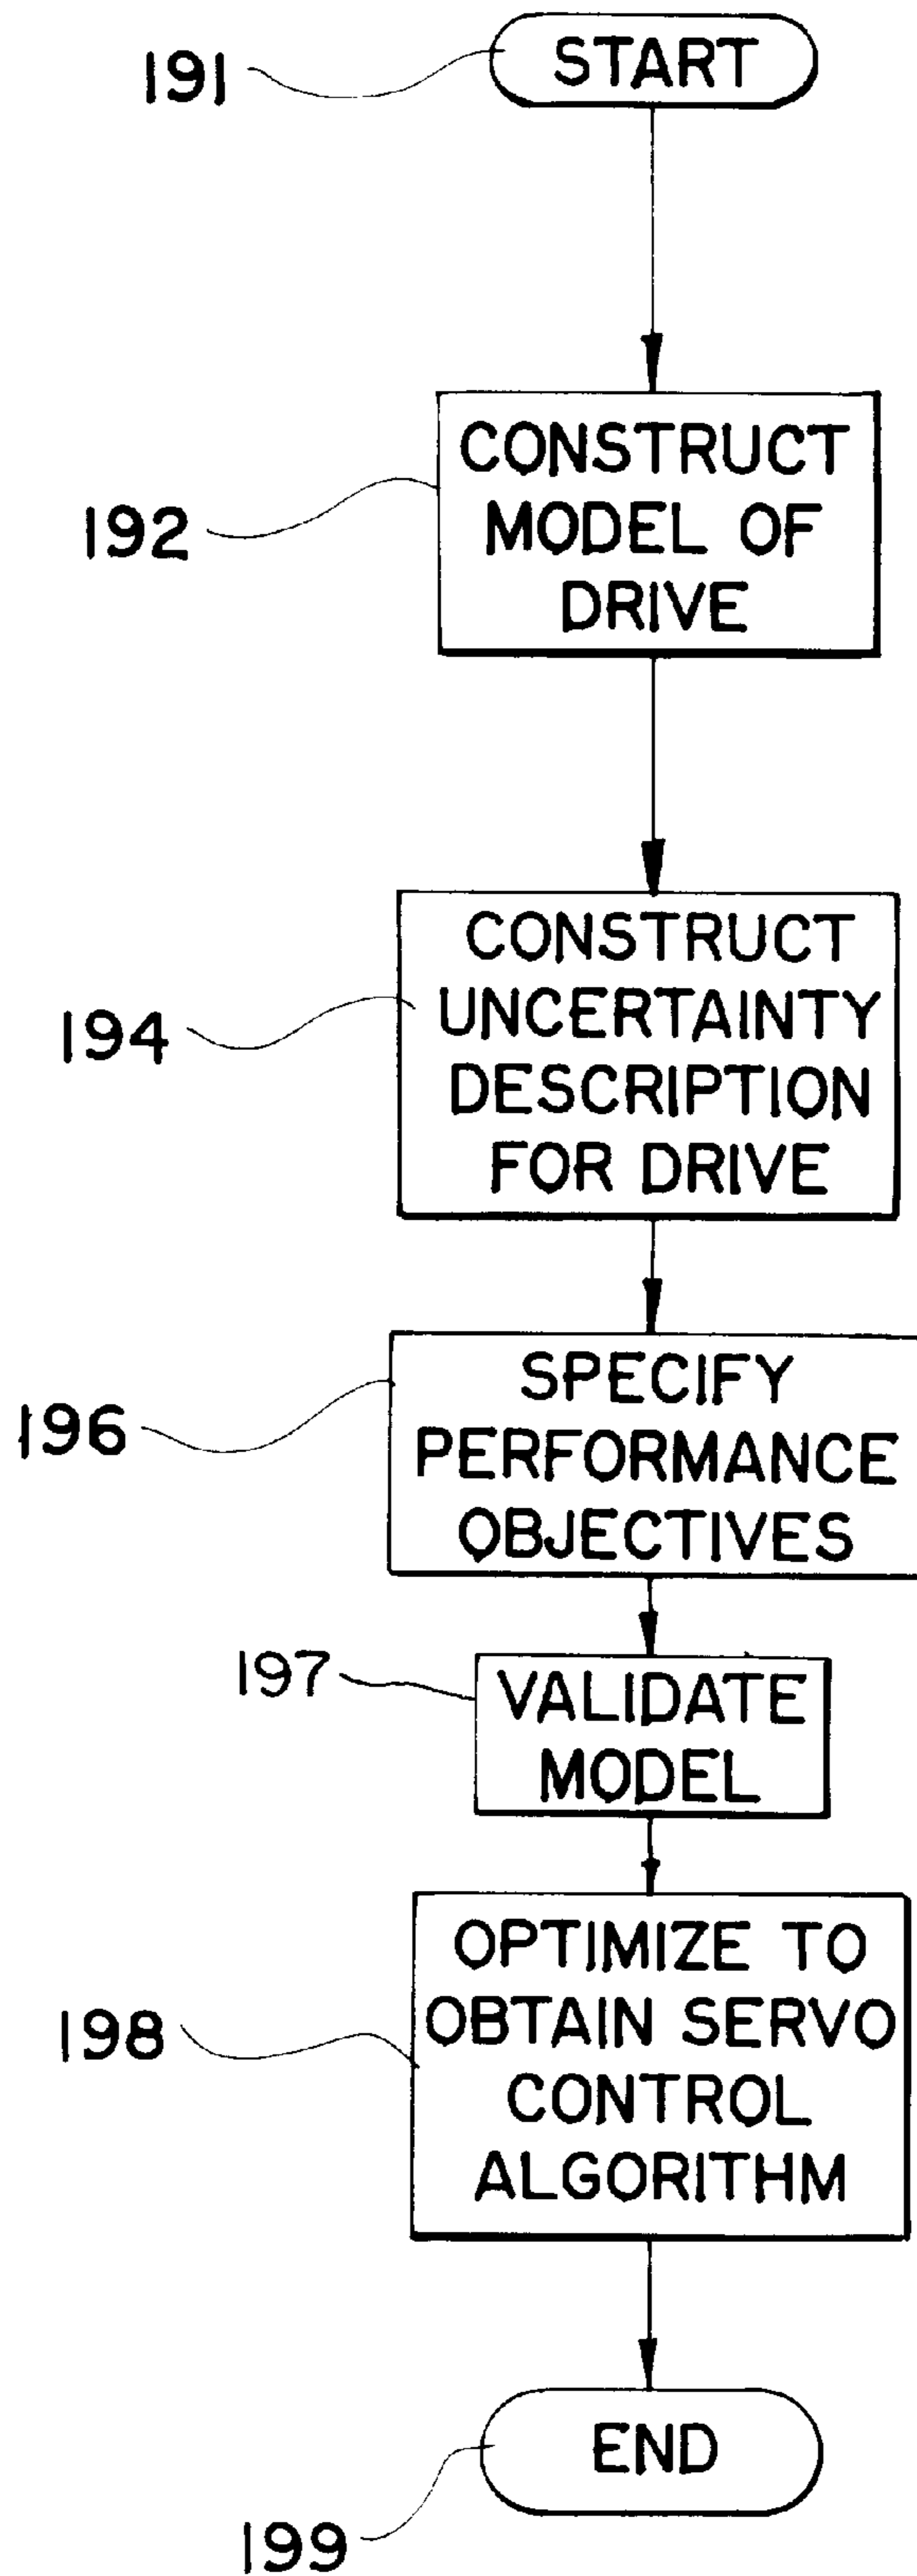 191
START
192
CONSTRUCT
MODEL OF
DRIVE
194
CONSTRUCT
UNCERTAINTY
DESCRIPTION
FOR DRIVE
196
SPECIFY
PERFORMANCE
OBJECTIVES
197
VALIDATE
MODEL
198
OPTIMIZE TO
OBTAIN SERVO
CONTROL
ALGORITHM
END
199